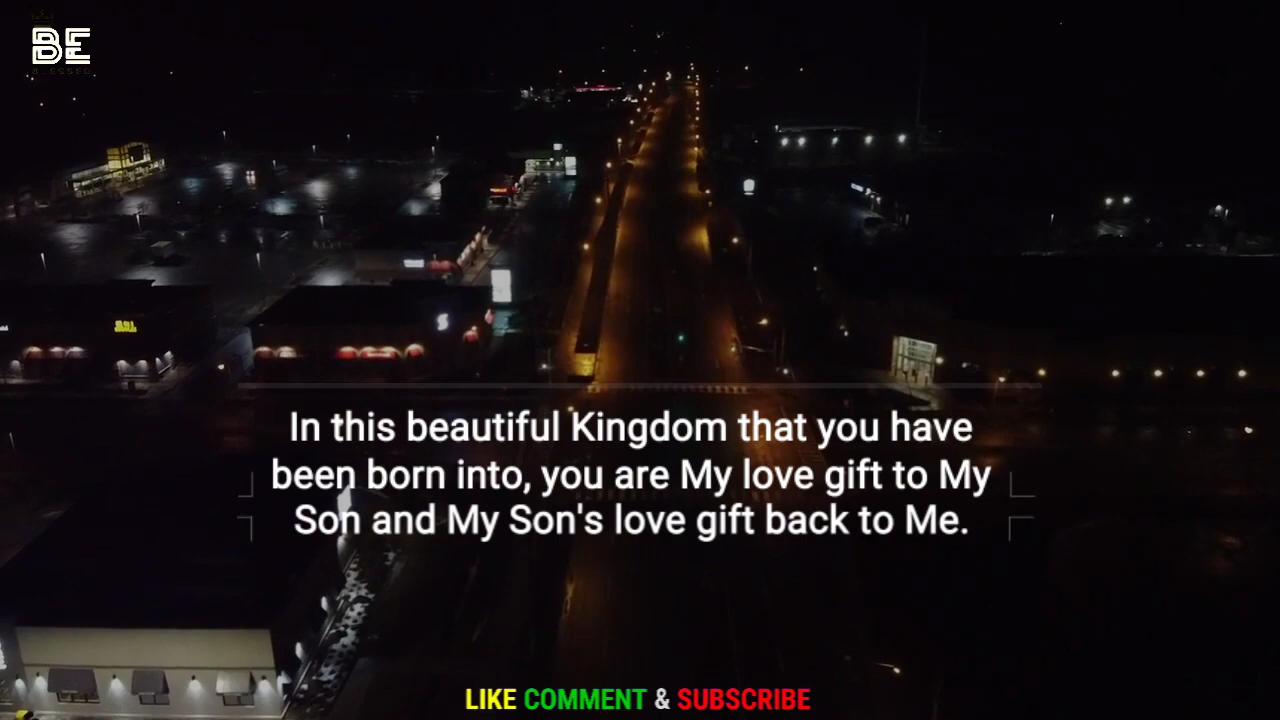 BE
BLESSED
In this beautiful Kingdom that you have
been born into, you are My love gift to My
Son and My Son's love gift back to Me.
LIKE COMMENT & SUBSCRIBE